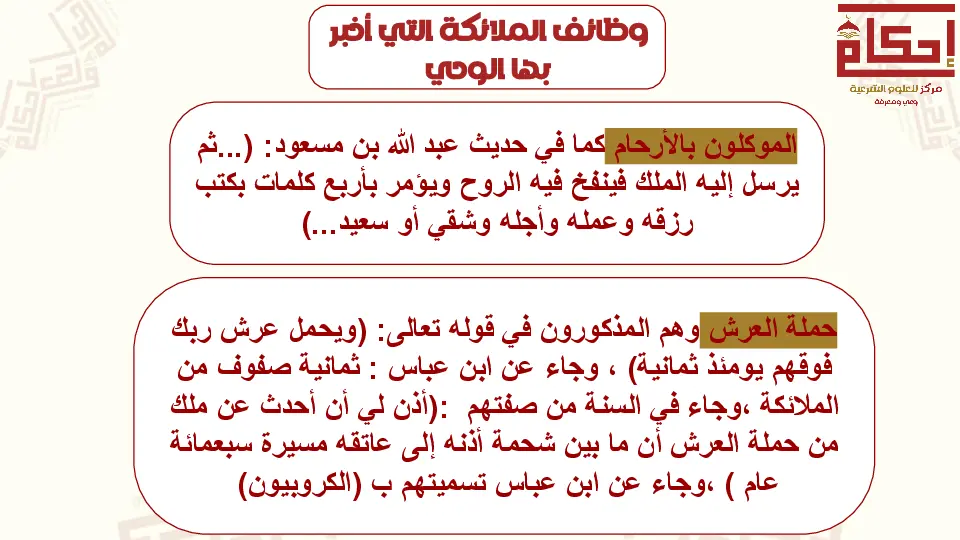 وظائف الملائكة التي أخبر
بها الوحي
إحكام
مركز للعلوم الشرعية
وعي ومعرفة
الموكلون بالأرحام كما في حديث عبد الله بن مسعود: (...ثم
يرسل إليه الملك فينفخ فيه الروح ويؤمر بأربع كلمات بكتب
رزقه وعمله وأجله وشقي أو سعيد...)
حملة العرش وهم المذكورون في قوله تعالى: (ويحمل عرش ربك
فوقهم يومئذ ثمانية) ، وجاء عن ابن عباس : ثمانية صفوف من
الملائكة ،وجاء في السنة من صفتهم :(أذن لي أن أحدث عن ملك
من حملة العرش أن ما بين شحمة أذنه إلى عاتقه مسيرة سبعمائة
عام ) ،وجاء عن ابن عباس تسميتهم ب (الكروبيون)